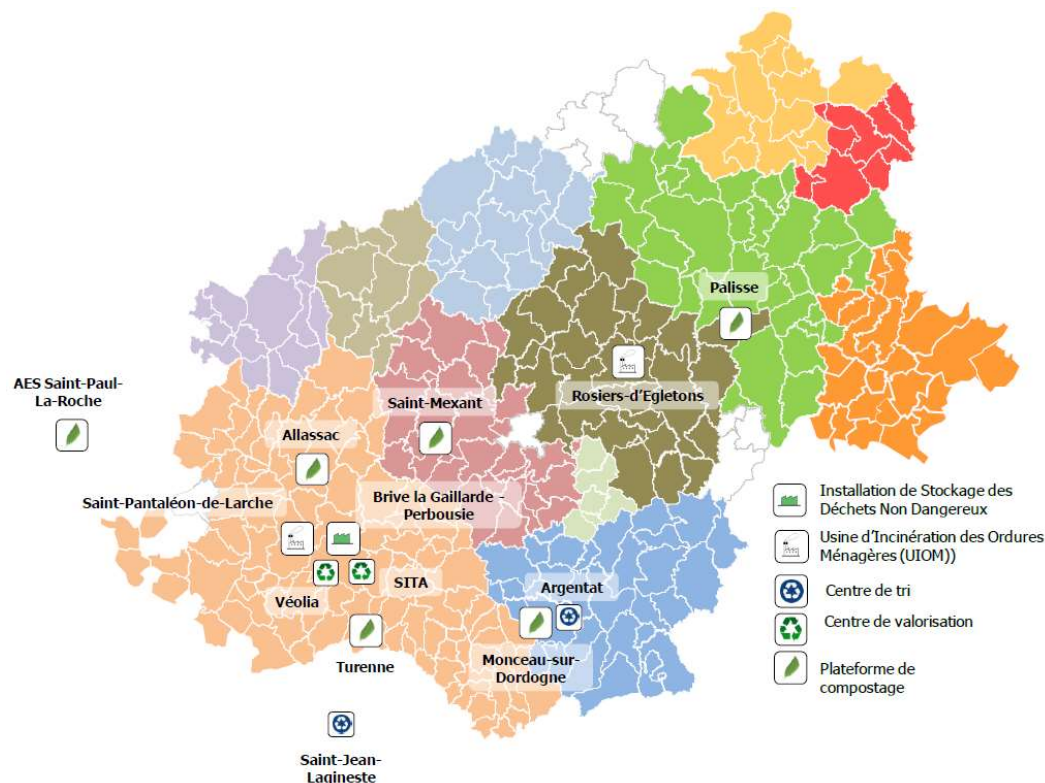 Palisse
AES Saint-Paul-
La-Roche
Saint-Mexant
Rosiers-d'Egletons
Allassac
Saint-Pantaléon-de-Larche
Brive la Gaillarde -
Perbousie
SITA
Véolia
Argentat
Turenne
Monceau-sur-
Dordogne
Saint-Jean-
Lagineste
Installation de Stockage des
Déchets Non Dangereux
Usine d'Incinération des Ordures
Ménagères (UIOM))
Centre de tri
Centre de valorisation
Plateforme de
compostage